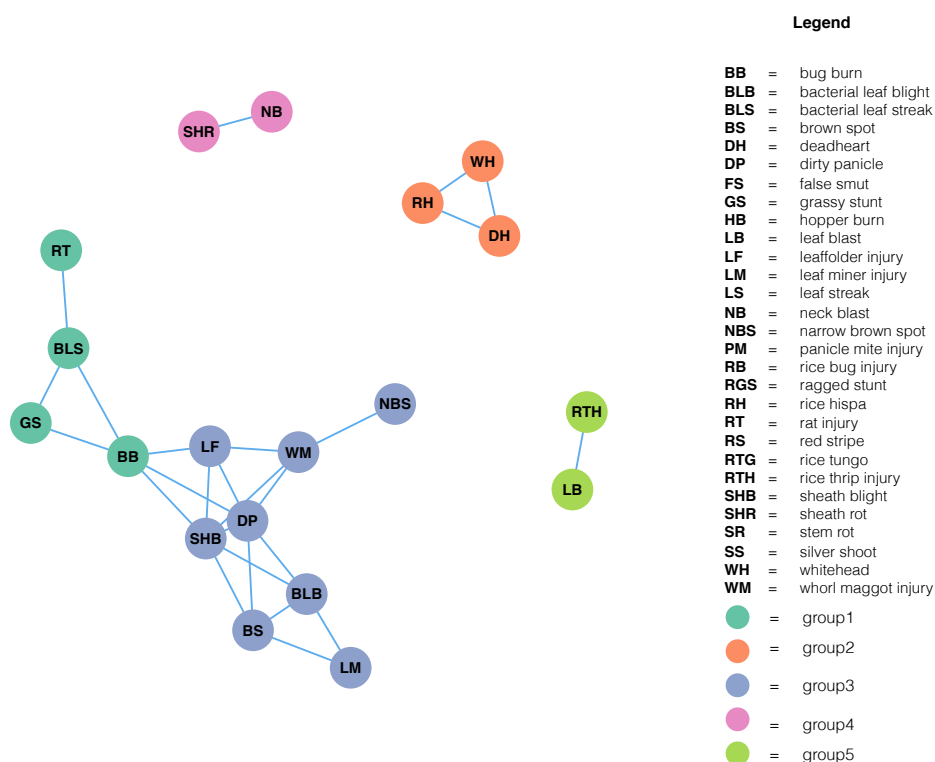 Legend
BB = bug burn
BLB = bacterial leaf blight
BLS = bacterial leaf streak
BS = brown spot
DH = deadheart
DP = dirty panicle
FS = false smut
GS = grassy stunt
HB = hopper burn
LB = leaf blast
LF = leaffolder injury
LM = leaf miner injury
LS = leaf streak
NB = neck blast
NBS = narrow brown spot
PM = panicle mite injury
RB = rice bug injury
RGS = ragged stunt
RH = rice hispa
RT = rat injury
RS = red stripe
RTG = rice tungo
RTH = rice thrip injury
SHB = sheath blight
SHR = sheath rot
SR = stem rot
SS = silver shoot
WH = whitehead
WM = whorl maggot injury
= group1
= group2
= group3
= group4
= group5
NB
SHR
WH
RH
DH
RT
BLS
NBS
RTH
GS
LF
WM
BB
LB
DP
SHB
BLB
BS
LM